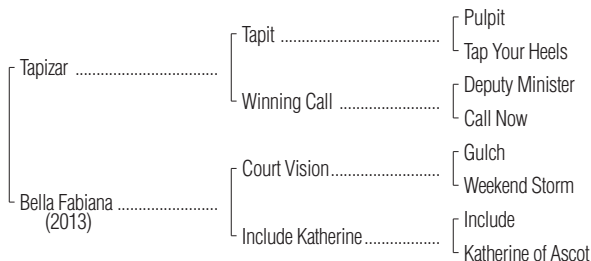 Pulpit
Tapit ..........................................
Tap Your Heels
Tapizar .....................................
Deputy Minister
Winning Call ..........................
Call Now
Gulch
Court Vision............................
Weekend Storm
Bella Fabiana ..........................
(2013)
Include
Include Katherine...................
Katherine of Ascot